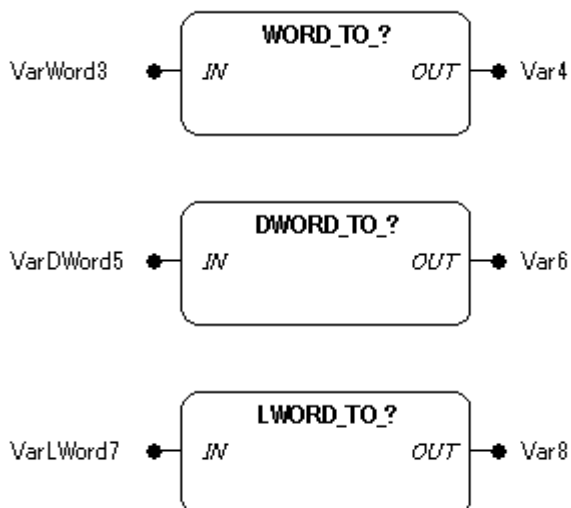 WORD_TO_?
VarWord3 IN OUT Var4
DWORD_TO_?
VarDWord5 IN OUT Var6
LWORD_TO_?
VarLWord7 IN OUT Var8